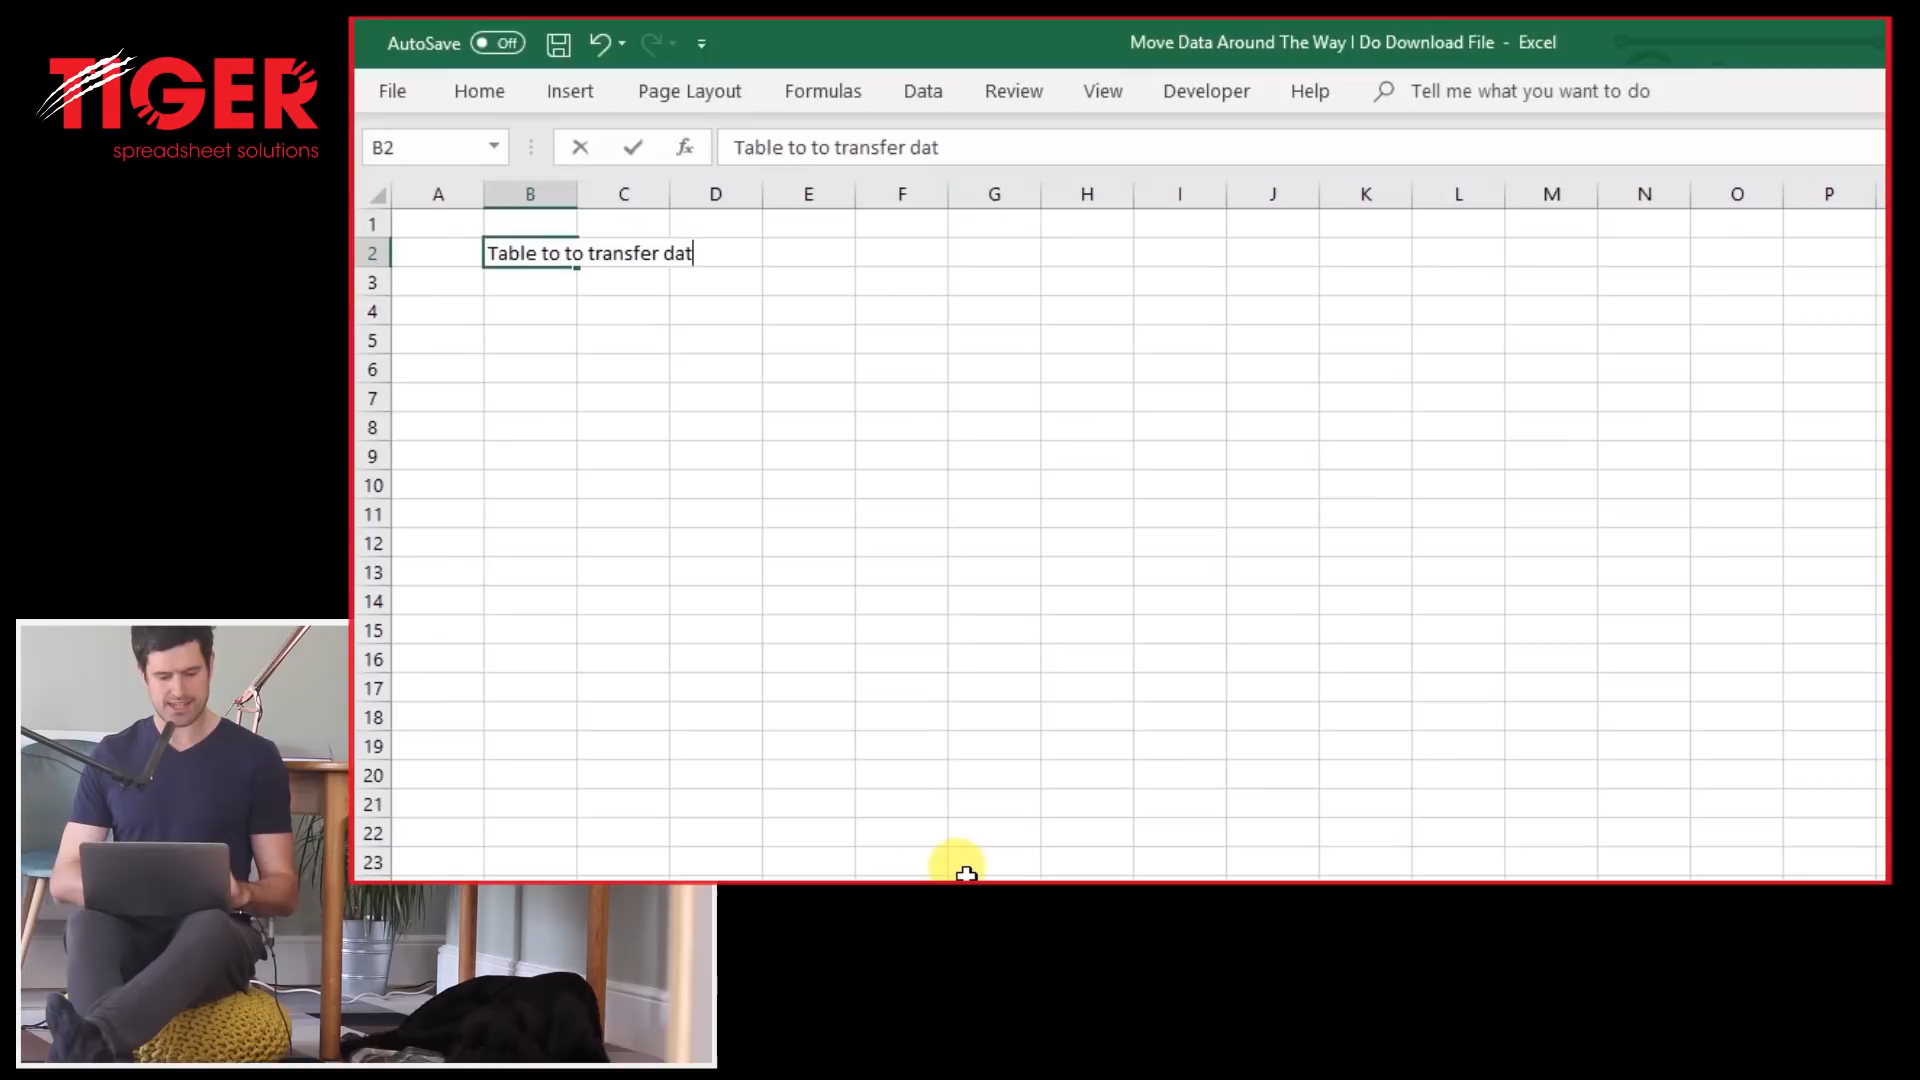 TIGER
spreadsheet solutions
AutoSave Off
Move Data Around The Way I Do Download File - Excel
File Home Insert Page Layout Formulas Data Review View Developer Help Tell me what you want to do
B2 fx Table to to transfer dat
A B C D E F G H I J K L M N O P
1
2 Table to to transfer dat
3
4
5
6
7
8
9
10
11
12
13
14
15
16
17
18
19
20
21
22
23